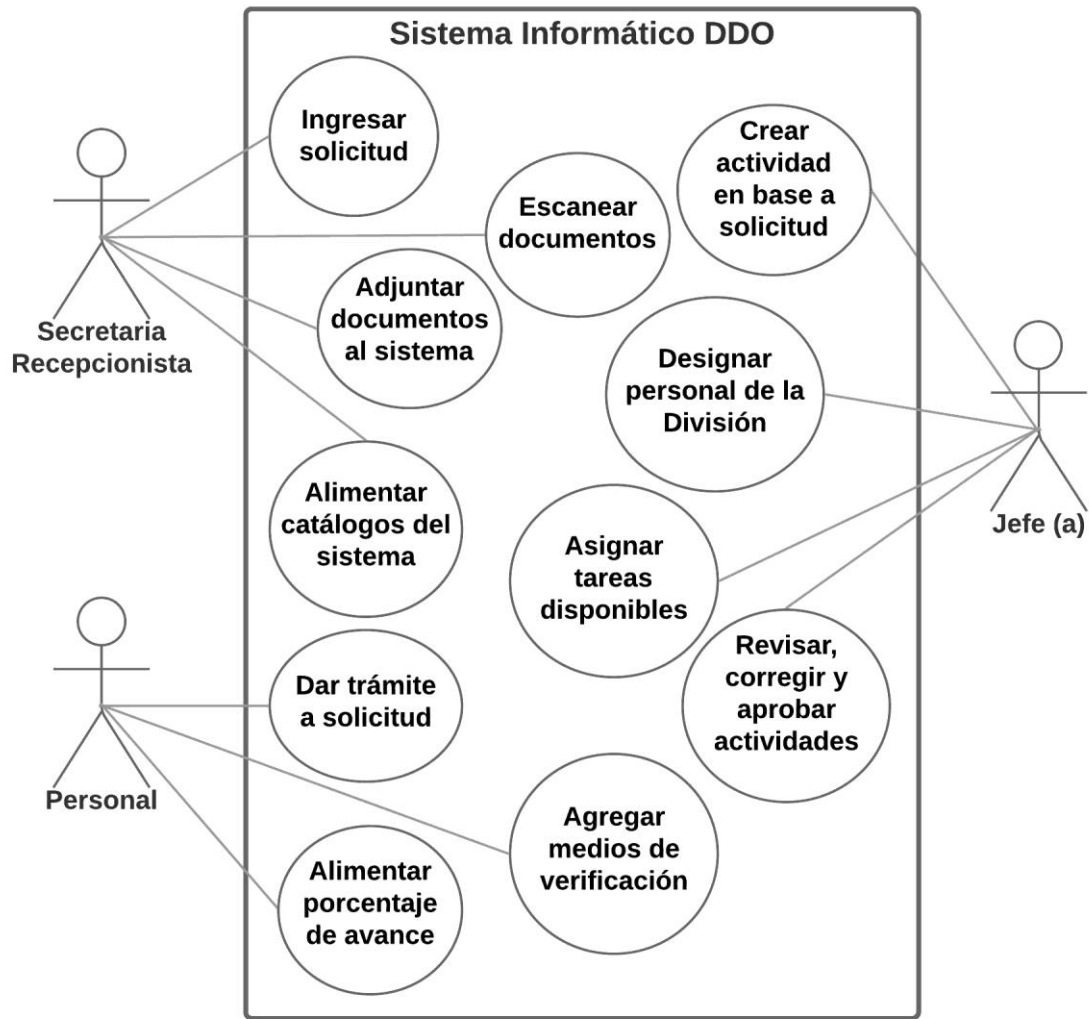 Sistema Informático DDO
Ingresar
solicitud
Crear
actividad
en base a
solicitud
Escanear
documentos
Adjuntar
documentos
al sistema
Secretaria
Recepcionista
Designar
personal de la
División
Alimentar
catálogos del
sistema
Jefe (a)
Asignar
tareas
disponibles
Revisar,
corregir y
aprobar
actividades
Dar trámite
a solicitud
Personal
Agregar
medios de
verificación
Alimentar
porcentaje
de avance